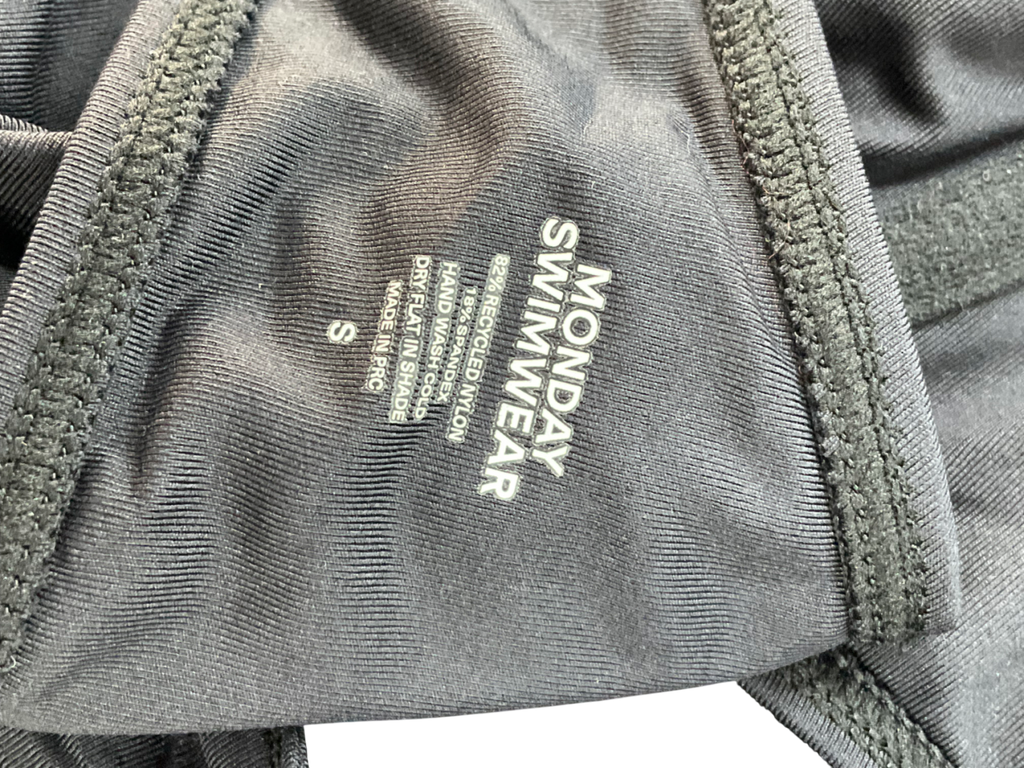 MONDAY
SWIMWEAR
82% RECYCLED NYLON
18% SPANDEX
HAND WASH COLD
DRY FLAT IN SHADE
MADE IN PRC
S